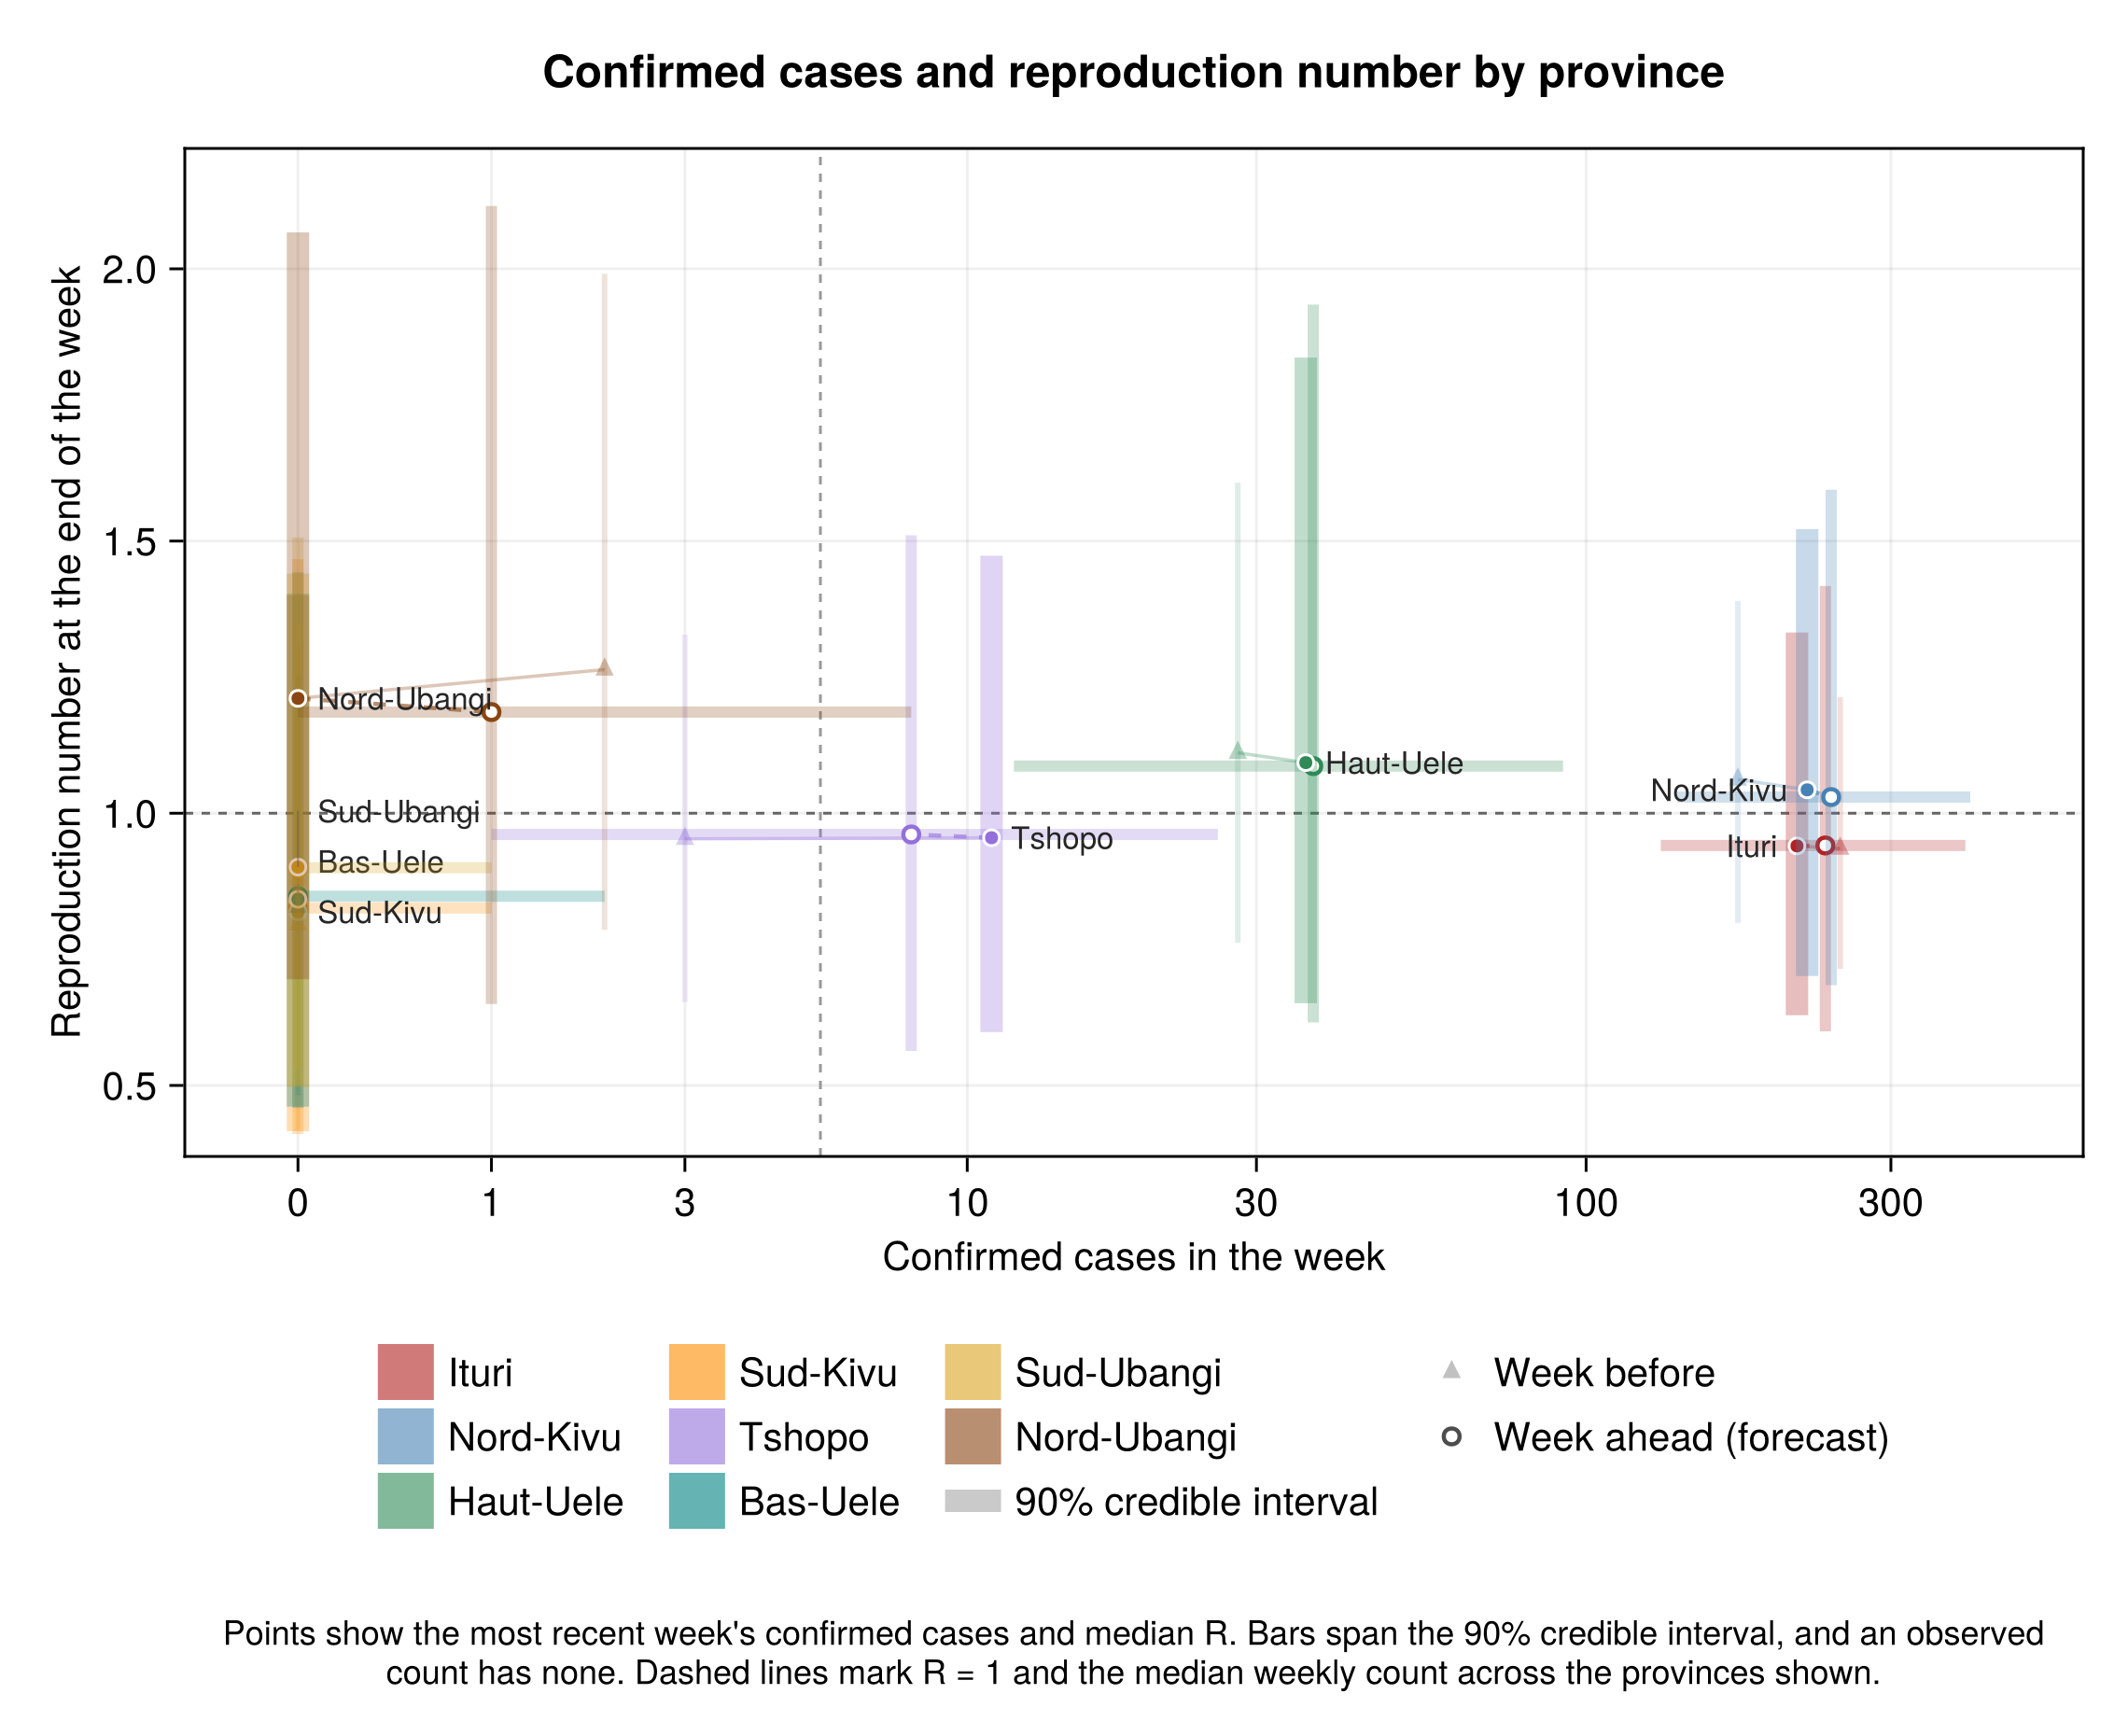 Confirmed cases and reproduction number by province
Reproduction number at the end of the week
2.0
1.5
1.0
0.5
Nord-Ubangi
Sud-Ubangi
Bas-Uele
Sud-Kivu
Tshopo
Haut-Uele
Nord-Kivu
Ituri
0 1 3 10 30 100 300
Confirmed cases in the week
Ituri Sud-Kivu Sud-Ubangi Week before
Nord-Kivu Tshopo Nord-Ubangi Week ahead (forecast)
Haut-Uele Bas-Uele 90% credible interval
Points show the most recent week's confirmed cases and median R. Bars span the 90% credible interval, and an observed
count has none. Dashed lines mark R = 1 and the median weekly count across the provinces shown.